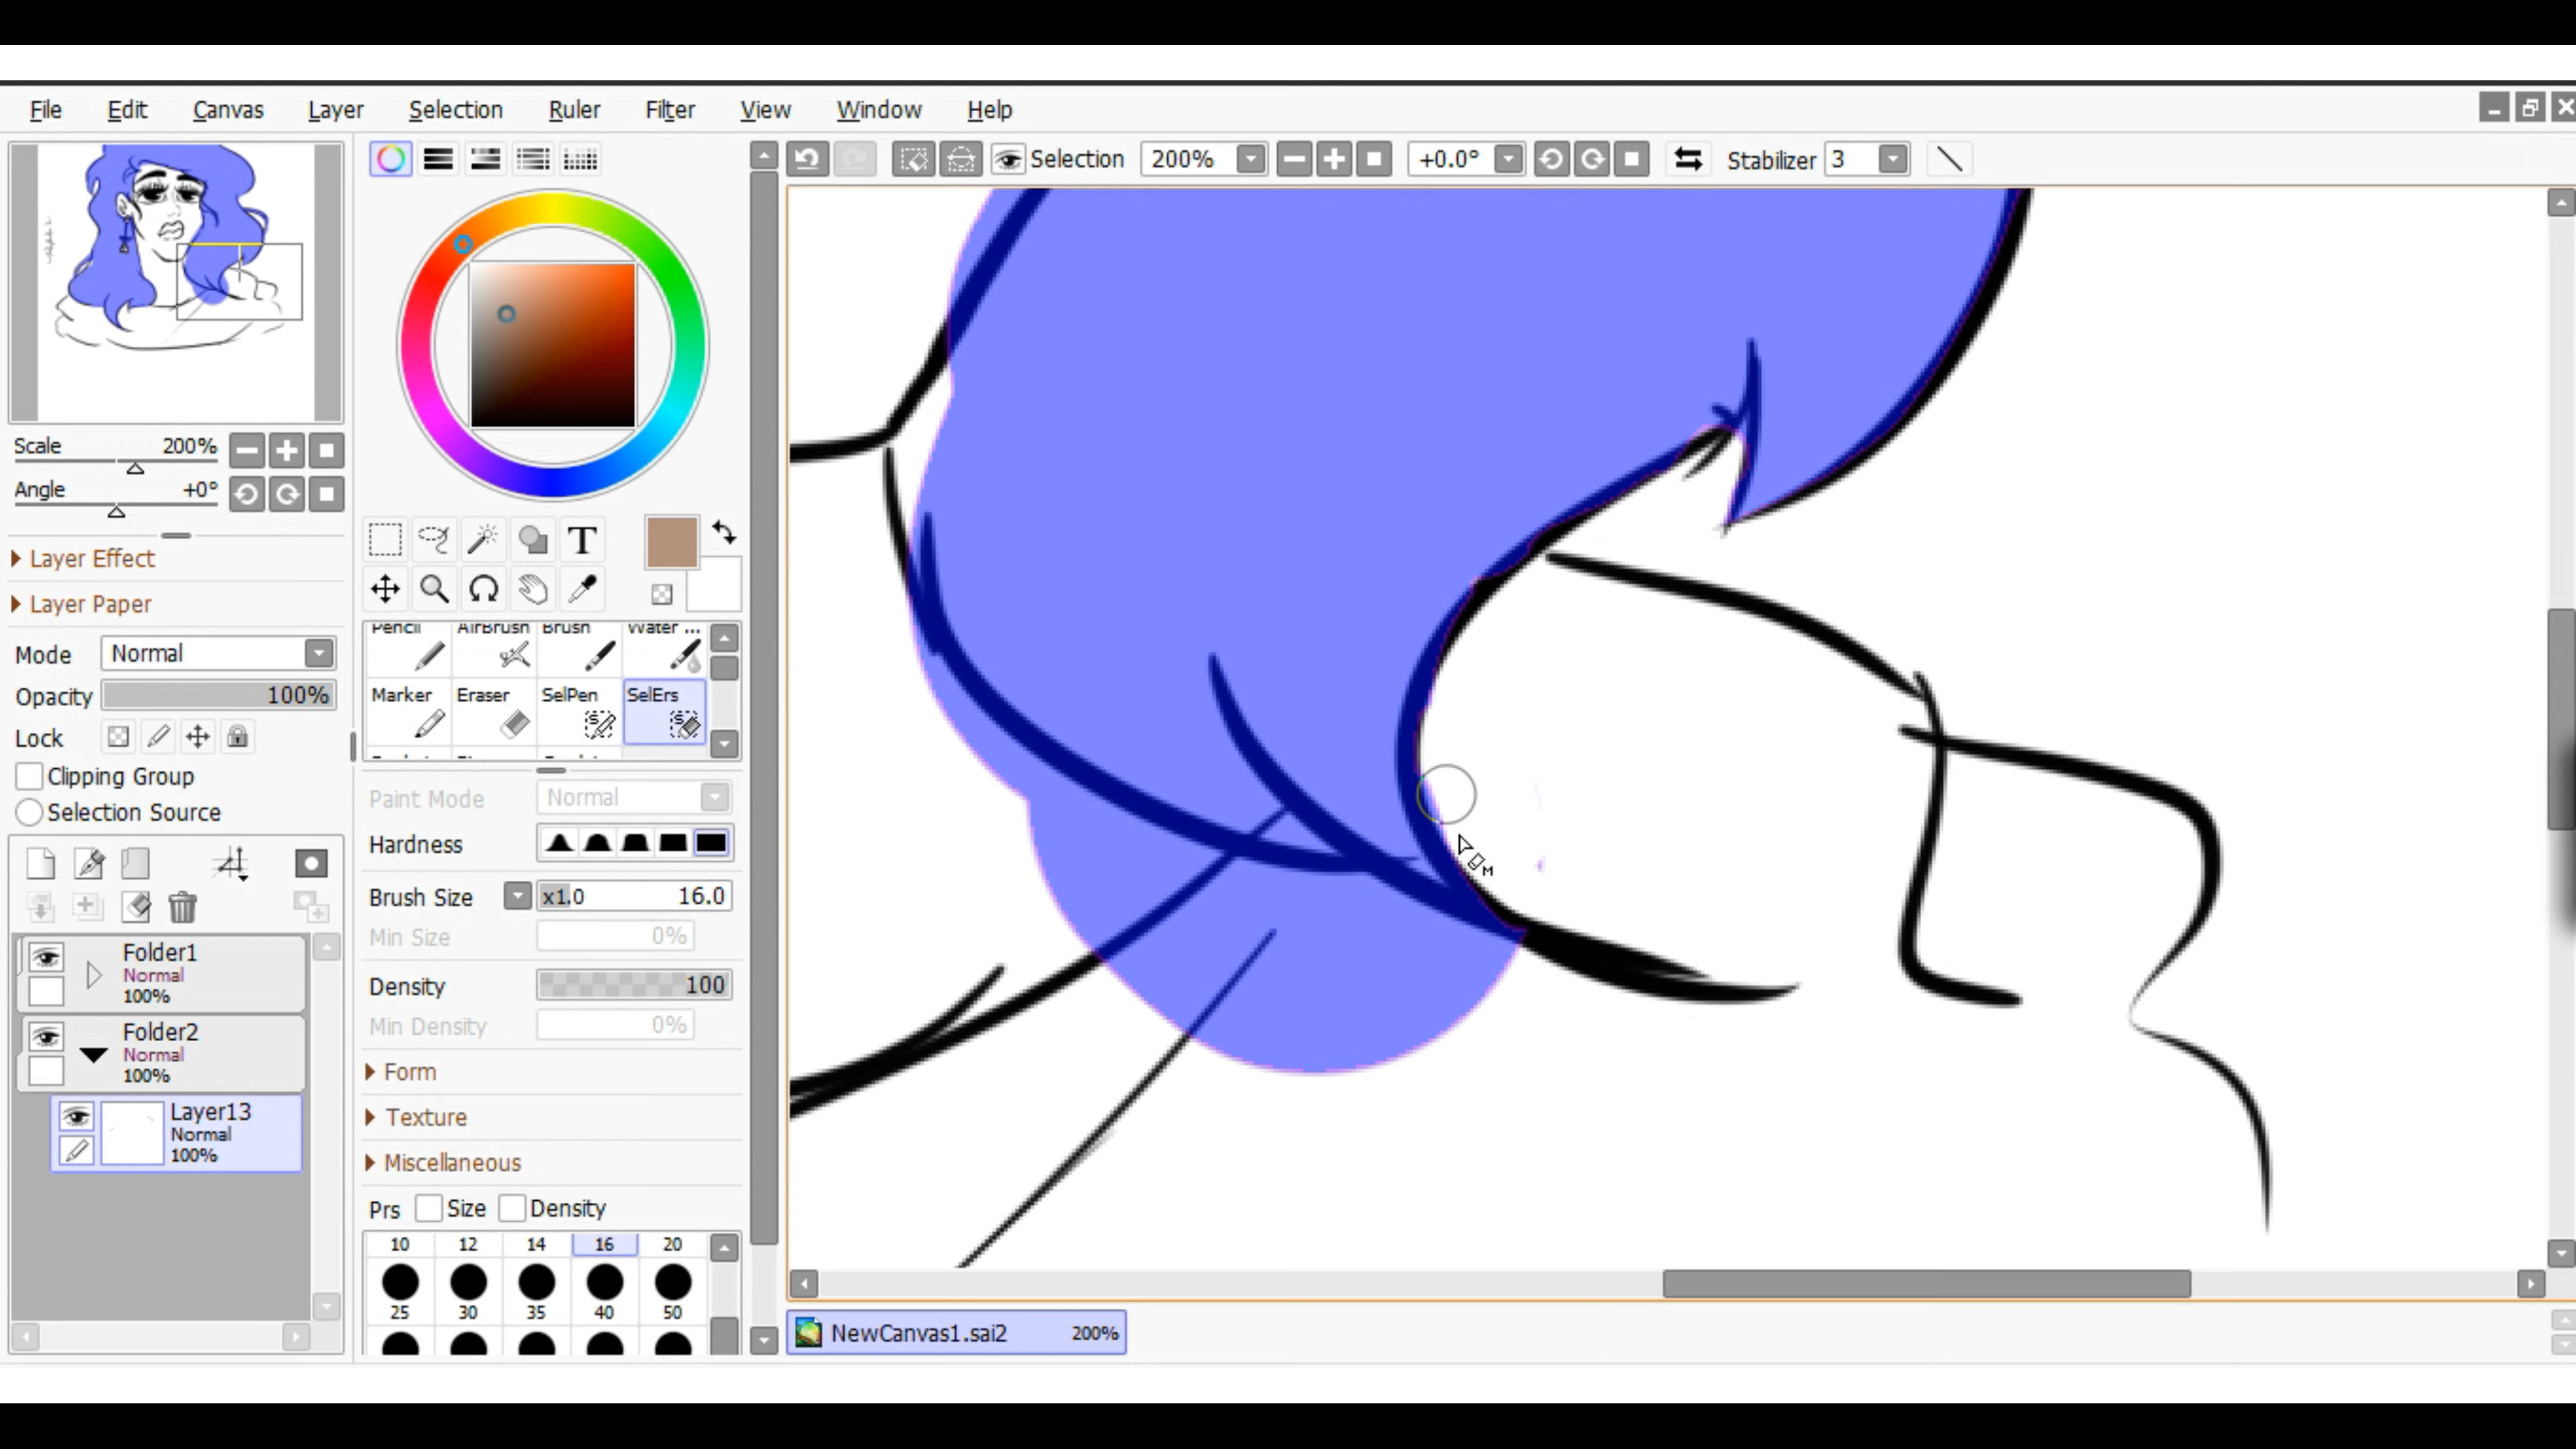 File Edit Canvas Layer Selection Ruler Filter View Window Help
Selection 200% +0.0° Stabilizer 3
Scale 200%
Angle +0°
Layer Effect
Layer Paper
Mode Normal
Opacity 100%
Lock
Clipping Group
Selection Source
Folder1
Normal
100%
Folder2
Normal
100%
Layer13
Normal
100%
T
Pencil AirBrush Brush Water ...
Marker Eraser SelPen SelErs
Paint Mode Normal
Hardness
Brush Size x1.0 16.0
Min Size 0%
Density 100
Min Density 0%
Form
Texture
Miscellaneous
Prs Size Density
10 12 14 16 20
25 30 35 40 50
NewCanvas1.sai2 200%